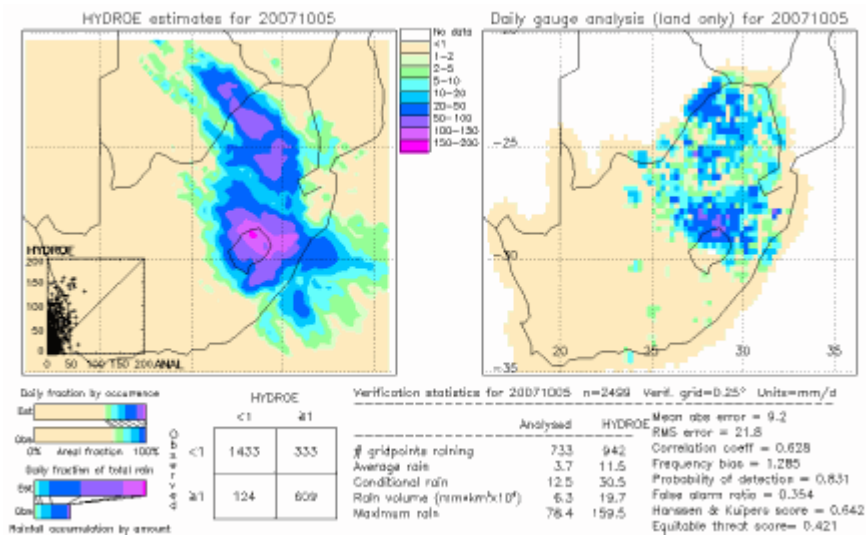 HYDROE estimates for 20071005
Daily gauge analysis (land only) for 20071005
No data
<1
1-2
2-5
5-10
10-20
20-50
50-100
100-150
150-200
-25
-30
-35
20
25
30
35
HYDROE
200
150
100
50
0
0 50 100 150 200 ANAL
Daily fraction by occurrence
Est
Obs
0% Areal fraction 100%
Daily fraction of total rain
Est
Obs
Rainfall accumulation by amount
HYDROE
<1 ≥1
Observed
<1 1433 333
≥1 124 609
Verification statistics for 20071005 n=2499 Verif. grid=0.25° Units=mm/d
Analysed HYDROE
# gridpoints raining 733 942
Average rain 3.7 11.5
Conditional rain 12.5 30.5
Rain volume (mm*km²x10⁶) 6.3 19.7
Maximum rain 78.4 159.5
Mean abs error = 9.2
RMS error = 21.8
Correlation coeff = 0.628
Frequency bias = 1.285
Probability of detection = 0.831
False alarm ratio = 0.354
Hanssen & Kuipers score = 0.642
Equitable threat score= 0.421